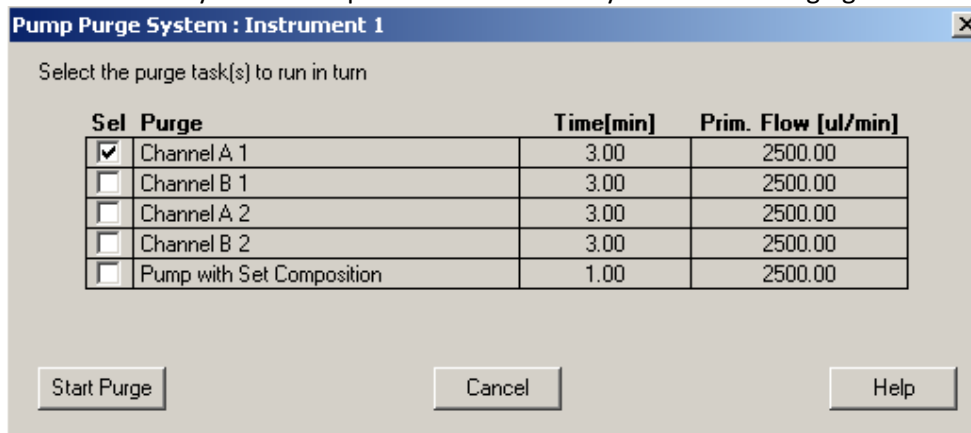 Pump Purge System : Instrument 1
Select the purge task(s) to run in turn
Sel Purge Time[min] Prim. Flow [ul/min]
Channel A 1 3.00 2500.00
Channel B 1 3.00 2500.00
Channel A 2 3.00 2500.00
Channel B 2 3.00 2500.00
Pump with Set Composition 1.00 2500.00
Start Purge Cancel Help